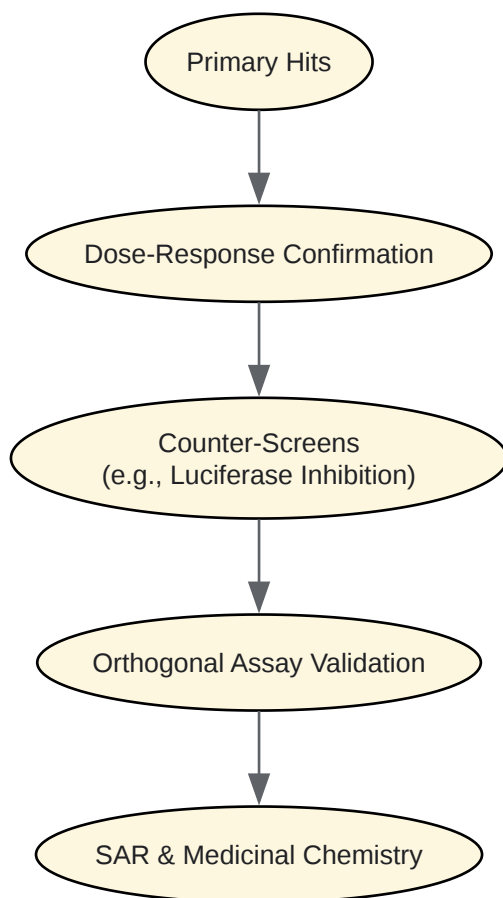 Primary Hits
Dose-Response Confirmation
Counter-Screens
(e.g., Luciferase Inhibition)
Orthogonal Assay Validation
SAR & Medicinal Chemistry